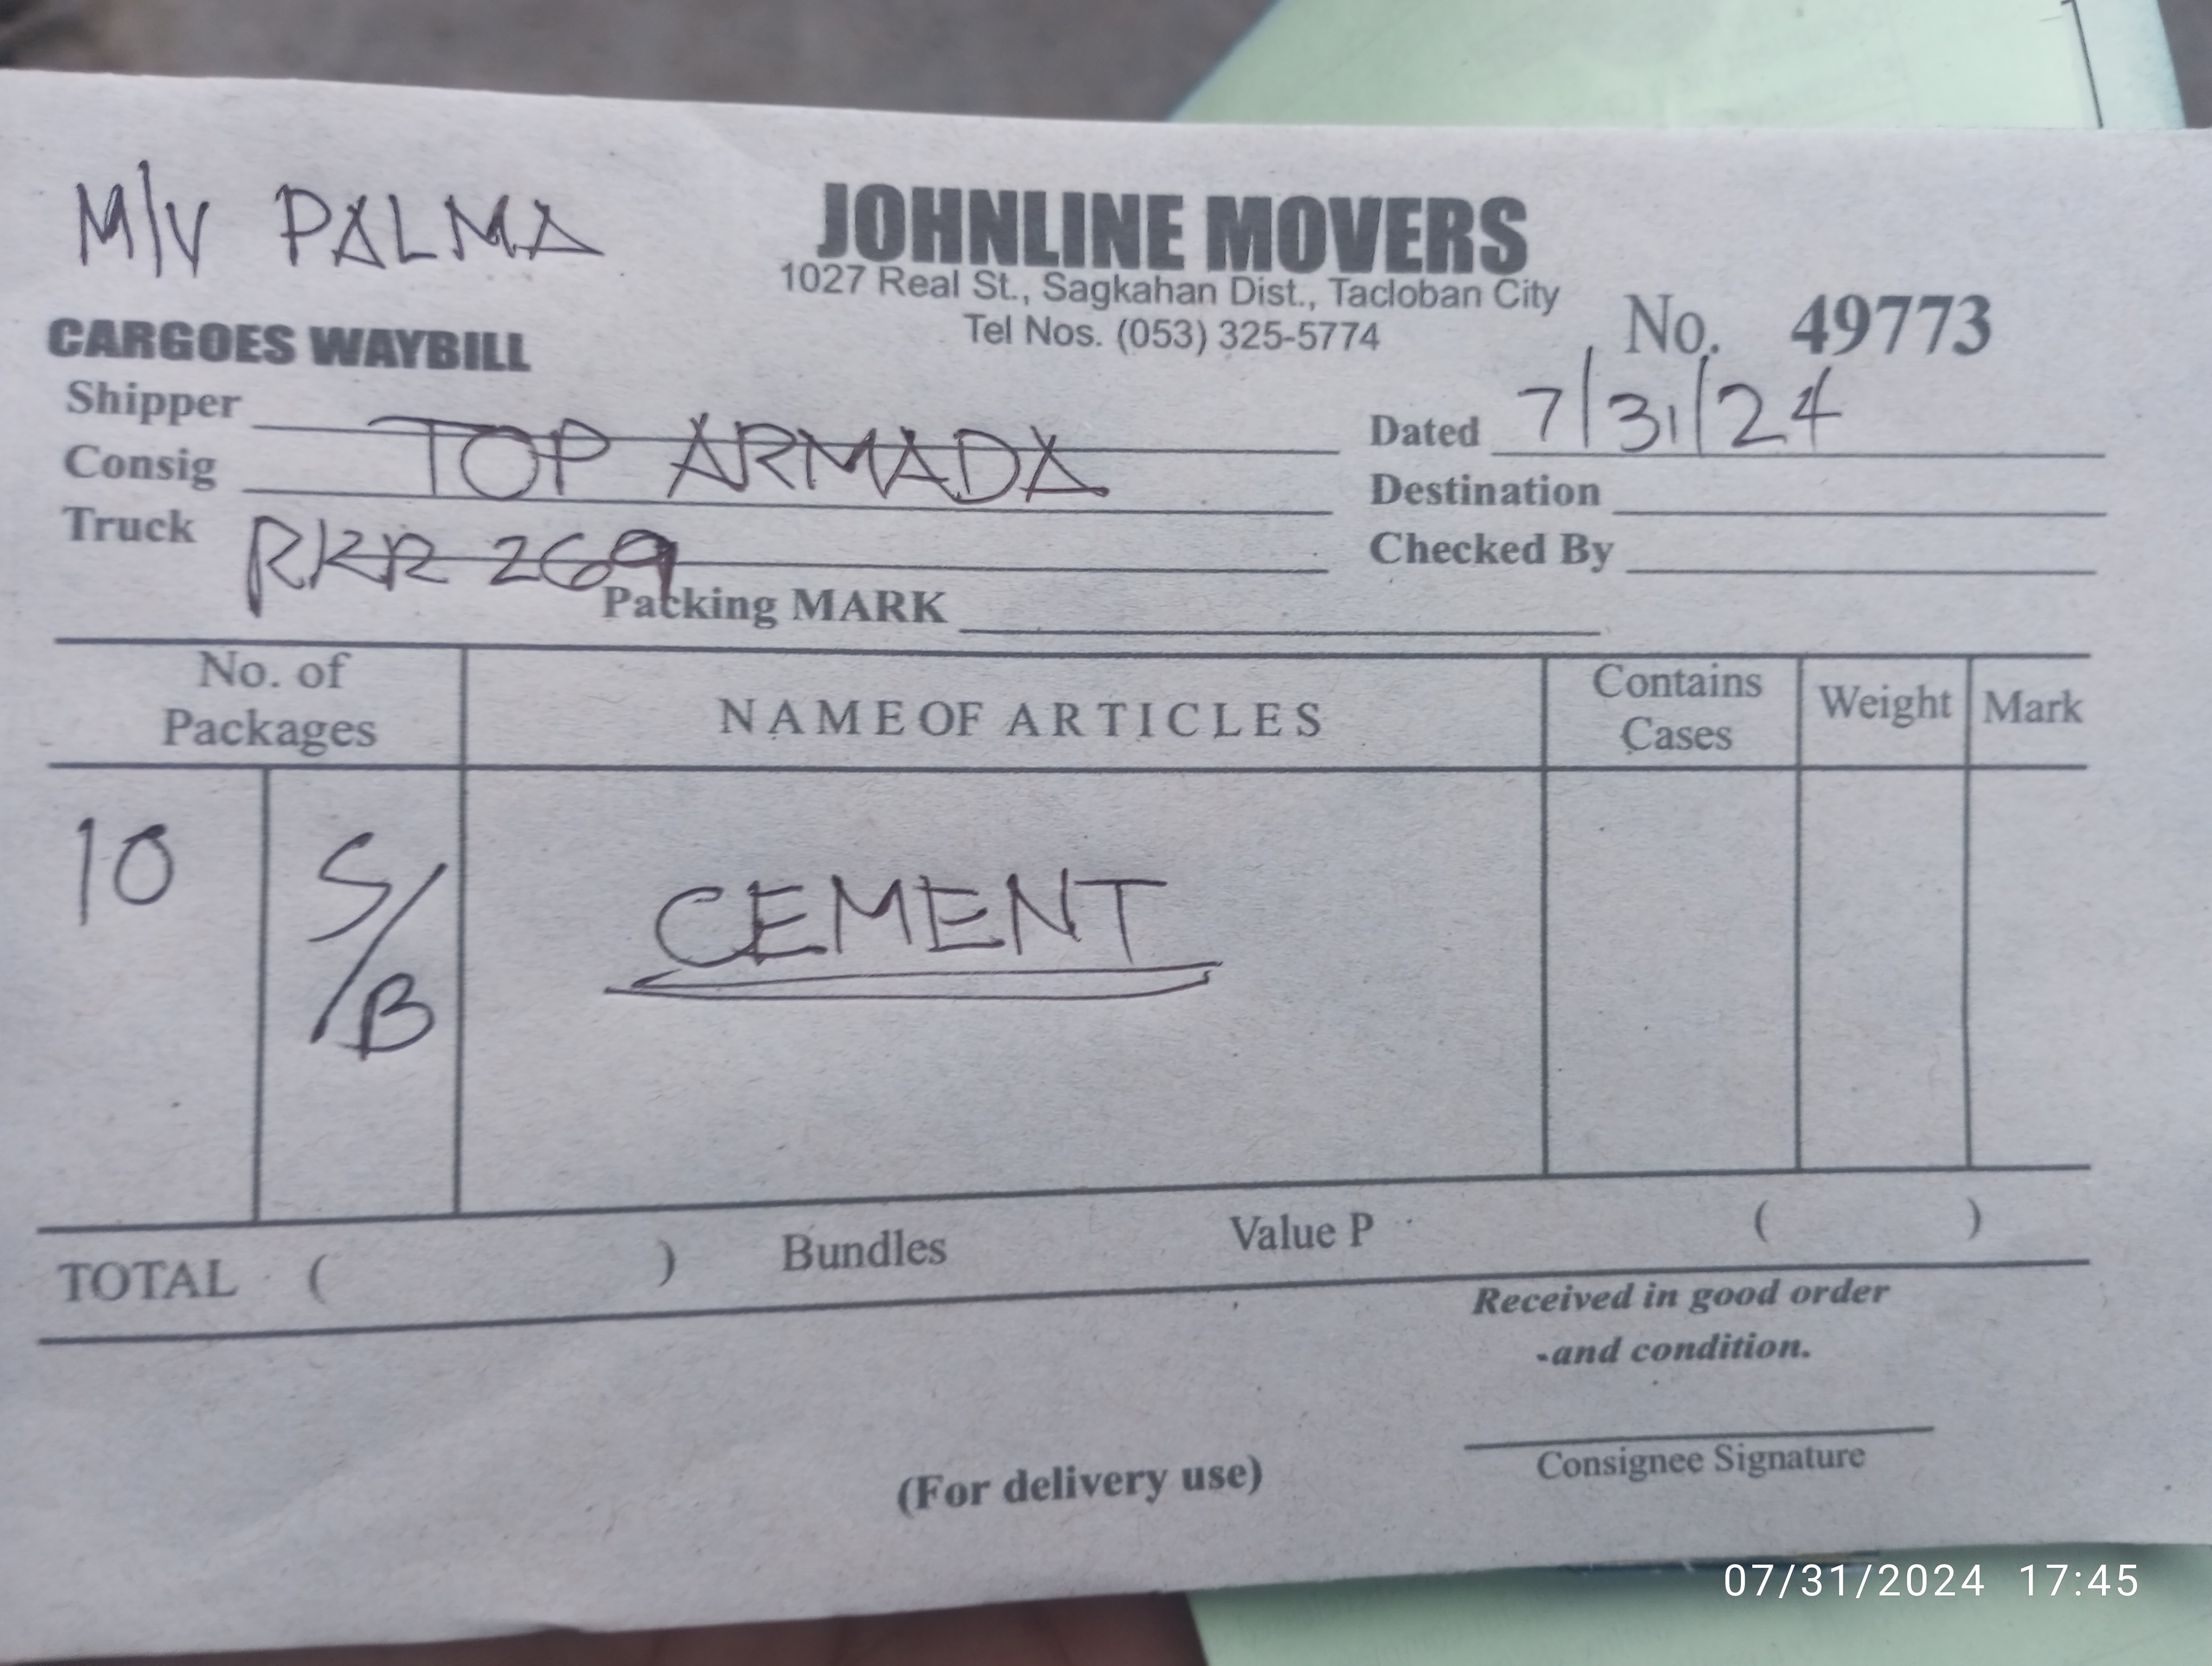 M/V PALMA
JOHNLINE MOVERS
1027 Real St., Sagkahan Dist., Tacloban City
Tel Nos. (053) 325-5774
No. 49773
CARGOES WAYBILL
Shipper
Consig TOP ARMADA
Truck RKR 269
Dated 7/31/24
Destination
Checked By
Packing MARK
No. of Packages
NAME OF ARTICLES
Contains Cases
Weight
Mark
10 S/B CEMENT
TOTAL ( ) Bundles Value P ( )
Received in good order
-and condition.
Consignee Signature
(For delivery use)
07/31/2024 17:45